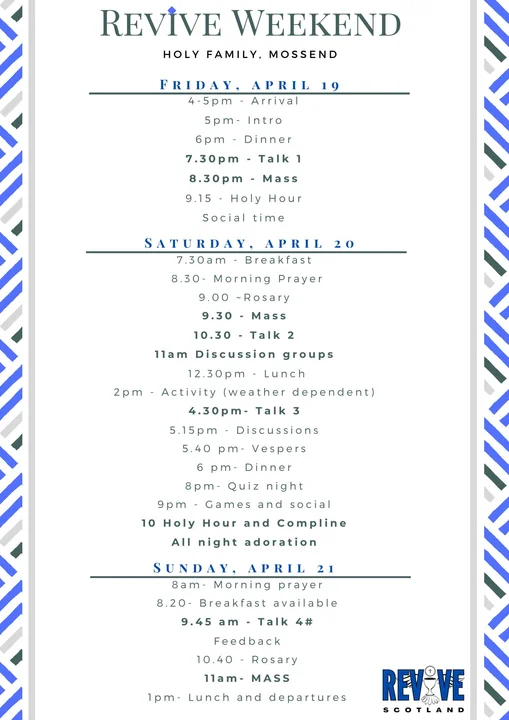 Revive Weekend
HOLY FAMILY, MOSSEND
Friday, april 19
4-5pm - Arrival
5pm- Intro
6pm - Dinner
7.30pm - Talk 1
8.30pm - Mass
9.15 - Holy Hour
Social time
Saturday, april 20
7.30am - Breakfast
8.30- Morning Prayer
9.00 -Rosary
9.30 - Mass
10.30 - Talk 2
11am Discussion groups
12.30pm - Lunch
2pm - Activity (weather dependent)
4.30pm- Talk 3
5.15pm - Discussions
5.40 pm- Vespers
6 pm- Dinner
8pm- Quiz night
9pm - Games and social
10 Holy Hour and Compline
All night adoration
Sunday, april 21
8am- Morning prayer
8.20- Breakfast available
9.45 am - Talk 4#
Feedback
10.40 - Rosary
11am- MASS
1pm- Lunch and departures
REVIVE
SCOTLAND